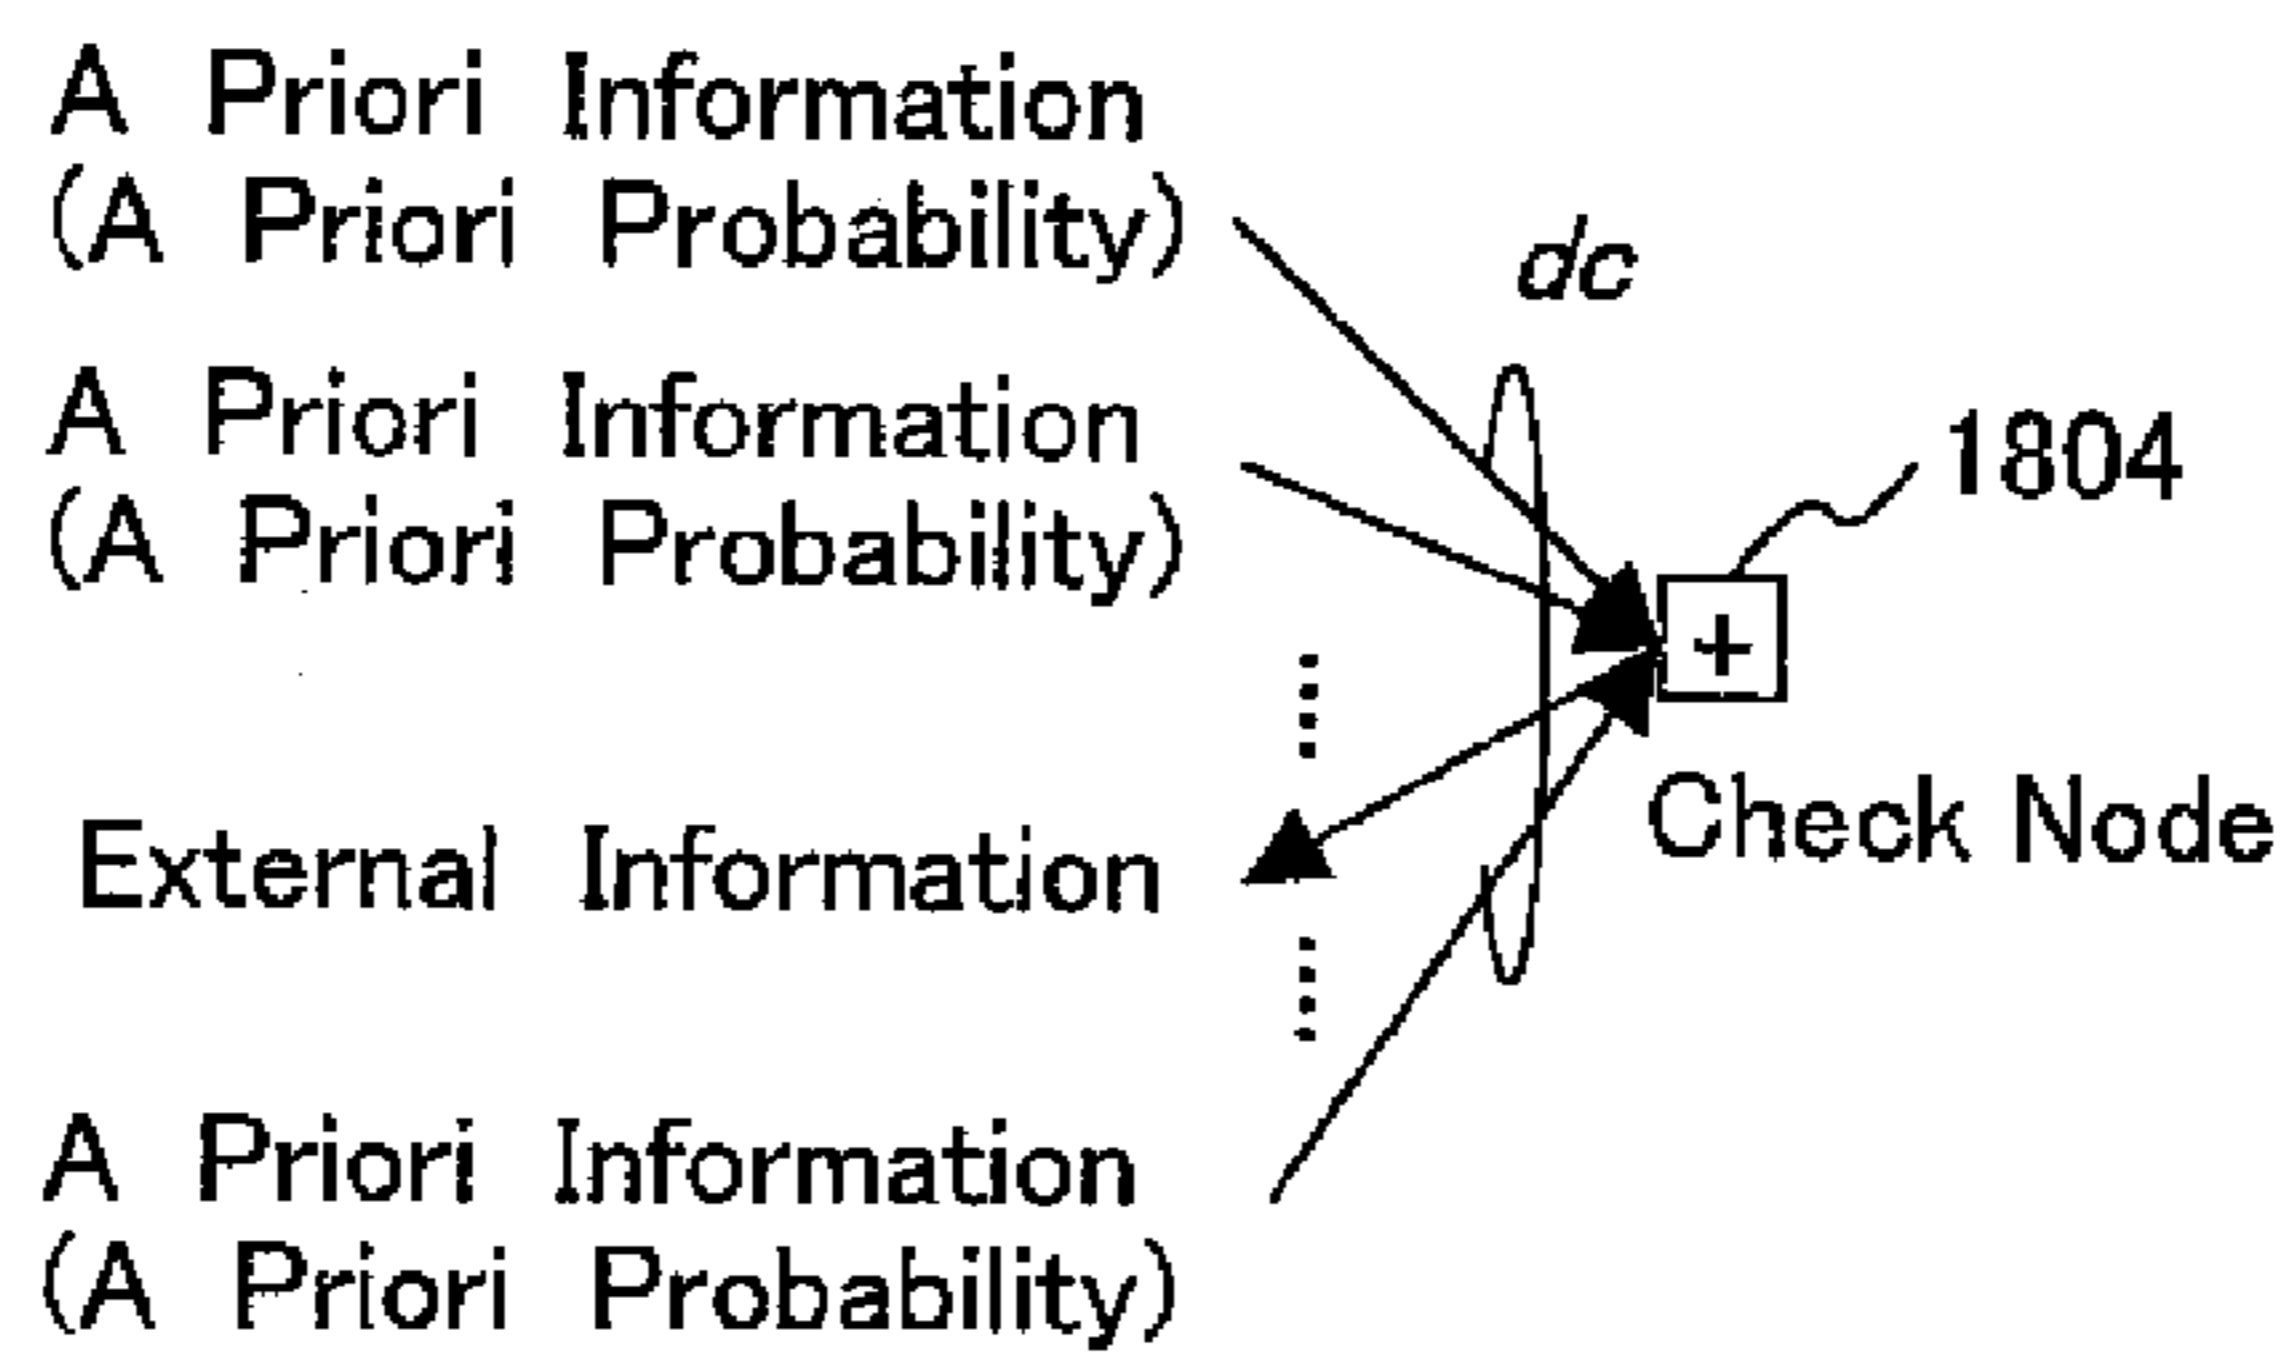 A Priori Information
(A Priori Probability)
dc
A Priori Information
(A Priori Probability)
1804
+
Check Node
External Information
A Priori Information
(A Priori Probability)